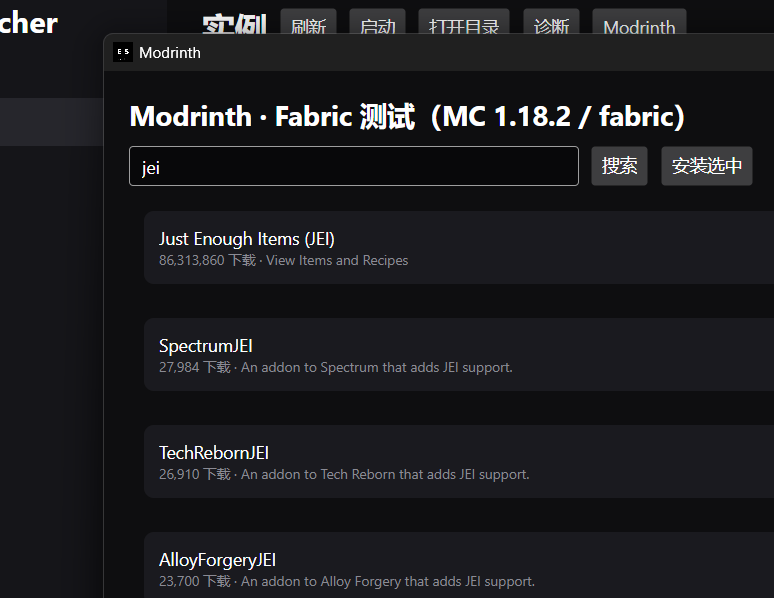 cher
实例 刷新 启动 打开目录 诊断 Modrinth
ES Modrinth
Modrinth · Fabric 测试（MC 1.18.2 / fabric）
jei 搜索 安装选中
Just Enough Items (JEI)
86,313,860 下载 · View Items and Recipes
SpectrumJEI
27,984 下载 · An addon to Spectrum that adds JEI support.
TechRebornJEI
26,910 下载 · An addon to Tech Reborn that adds JEI support.
AlloyForgeryJEI
23,700 下载 · An addon to Alloy Forgery that adds JEI support.